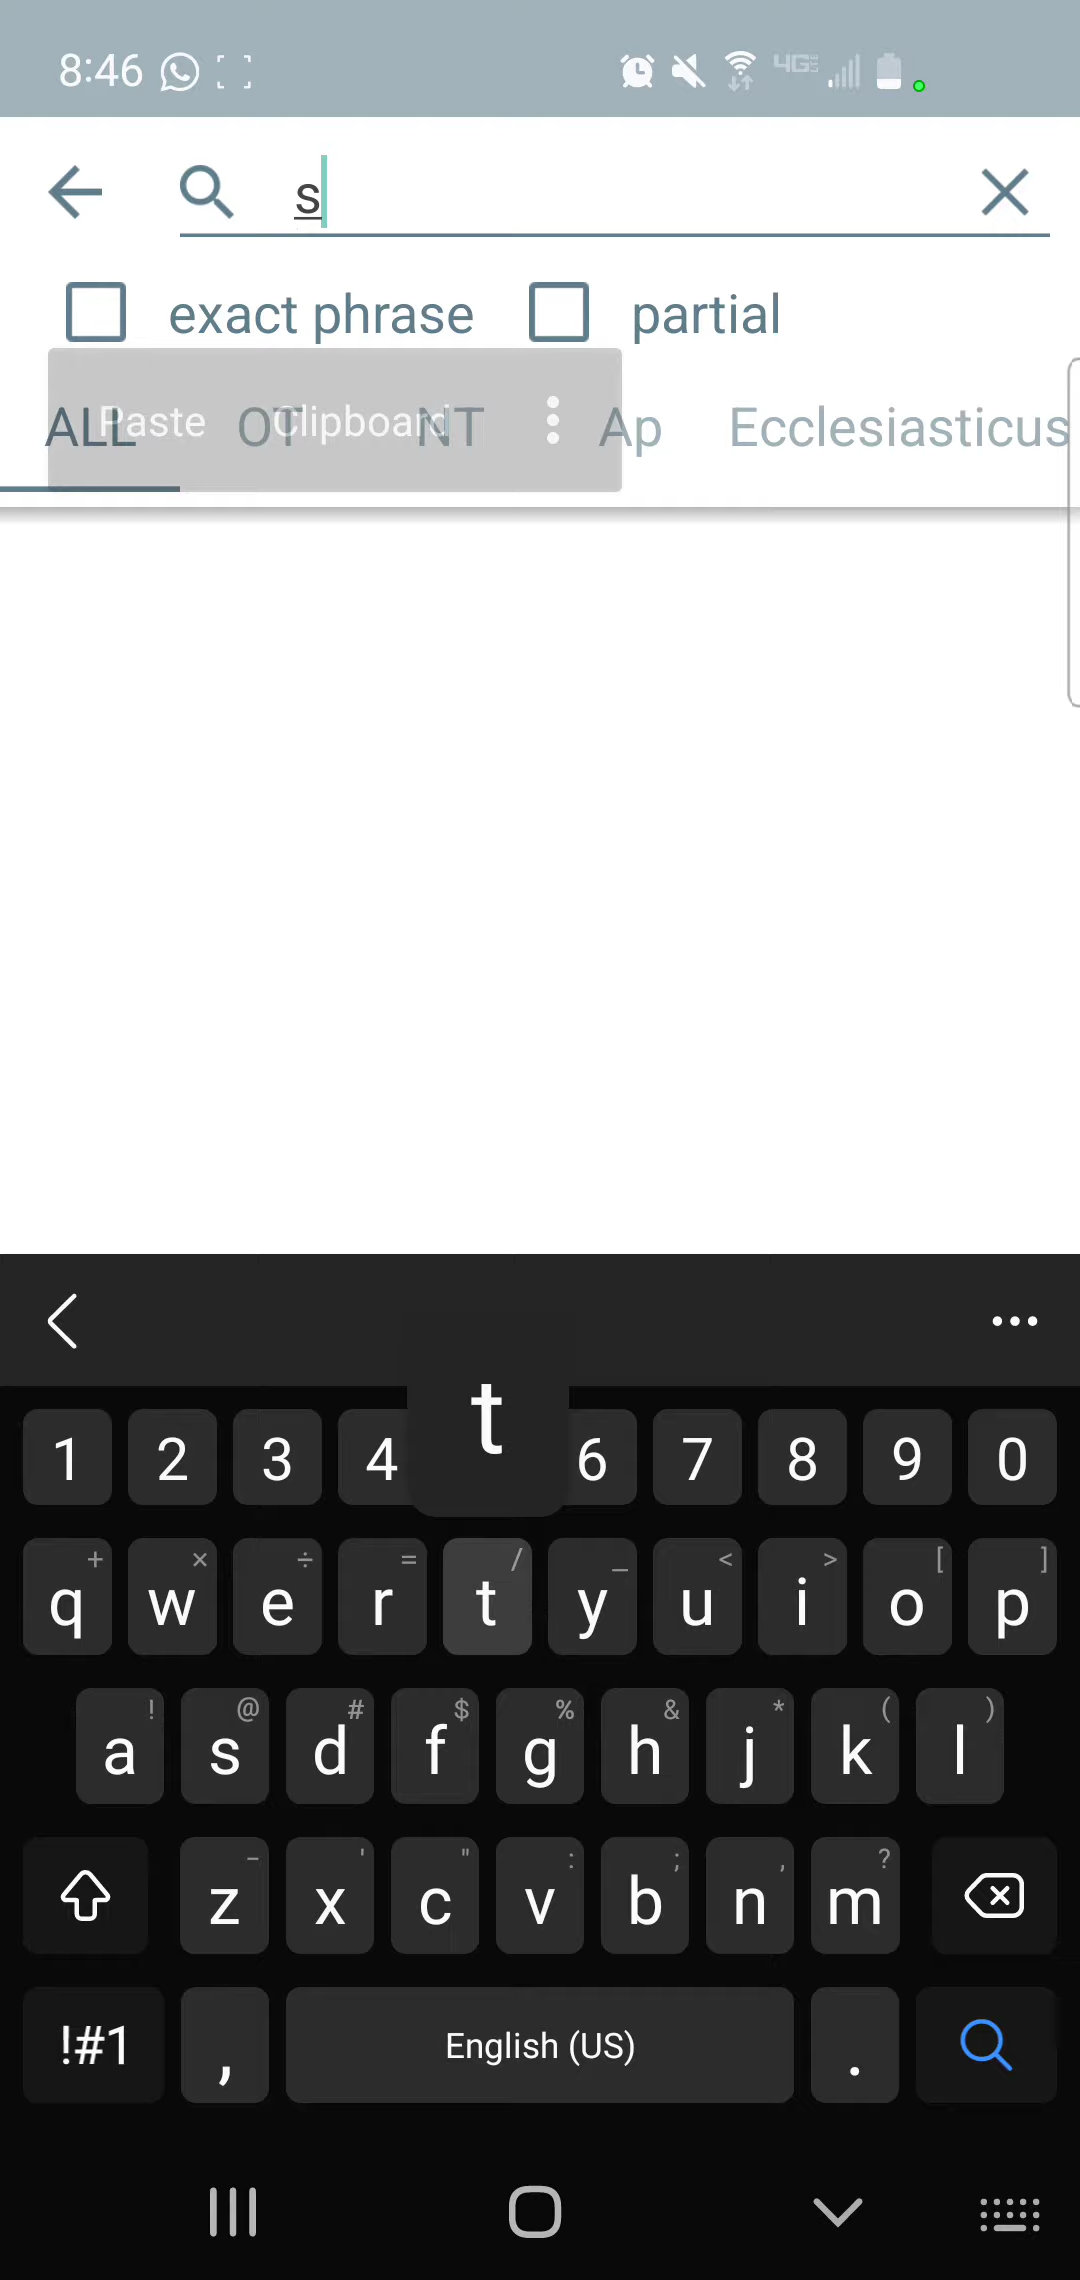 8:46 4G
s
exact phrase partial
ALL OT NT Ap Ecclesiasticus
Paste Clipboard
t
1 2 3 4 6 7 8 9 0
+ × ÷ = / _ < > [ ]
q w e r t y u i o p
! @ # $ % & * ( )
a s d f g h j k l
- ' " : ; , ?
z x c v b n m
!#1 , English (US) .